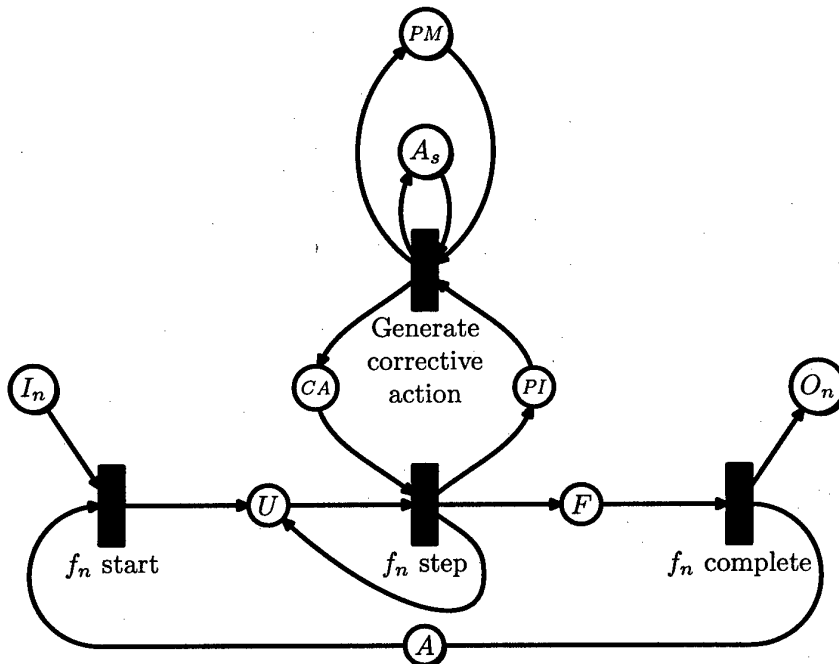 PM
A_s
Generate
corrective
action
I_n
CA
PI
O_n
U
F
f_n start
f_n step
f_n complete
A